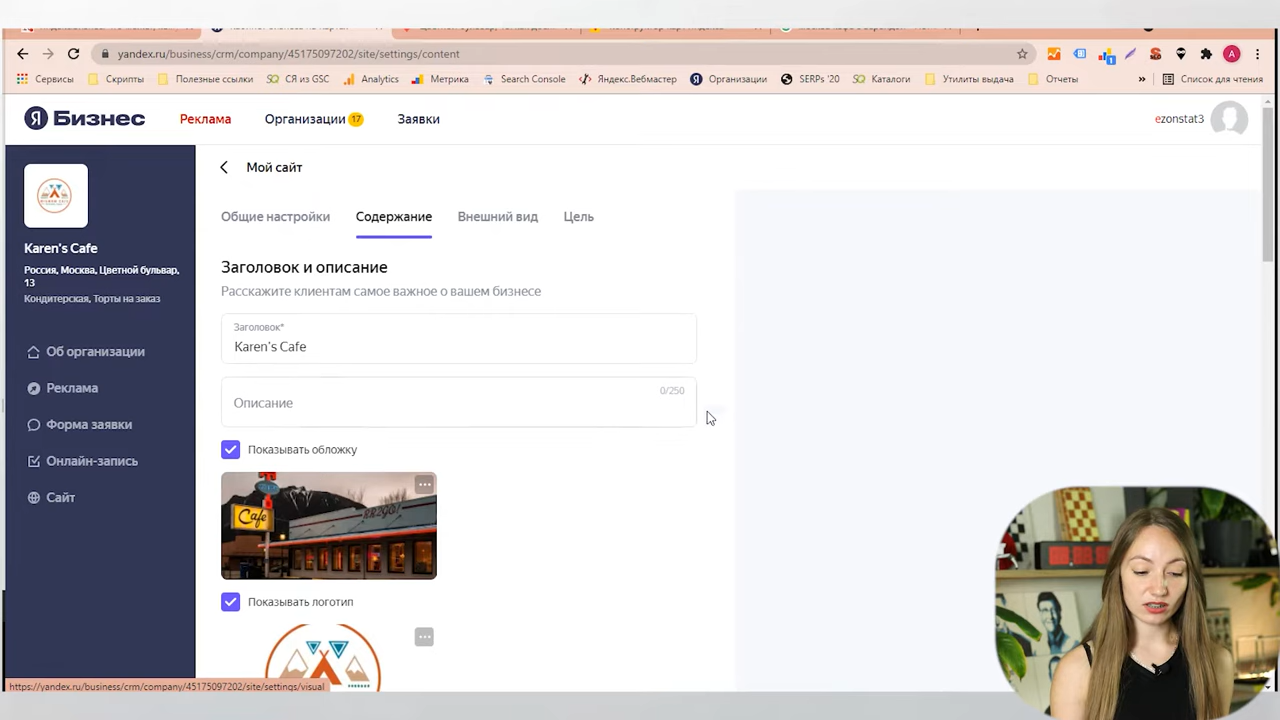 yandex.ru/business/crm/company/45175097202/site/settings/content
Сервисы
Скрипты
Полезные ссылки
СЯ из GSC
Analytics
Метрика
Search Console
Яндекс.Вебмастер
Организации
SERPs '20
Каталоги
Утилиты выдача
Отчеты
»
Список для чтения
Я Бизнес
Реклама
Организации 17
Заявки
ezonstat3
Karen's Cafe
Россия, Москва, Цветной бульвар,
13
Кондитерская, Торты на заказ
Об организации
Реклама
Форма заявки
Онлайн-запись
Сайт
Мой сайт
Общие настройки
Содержание
Внешний вид
Цель
Заголовок и описание
Расскажите клиентам самое важное о вашем бизнесе
Заголовок*
Karen's Cafe
Описание
0/250
Показывать обложку
Cafe
Показывать логотип
https://yandex.ru/business/crm/company/45175097202/site/settings/visual